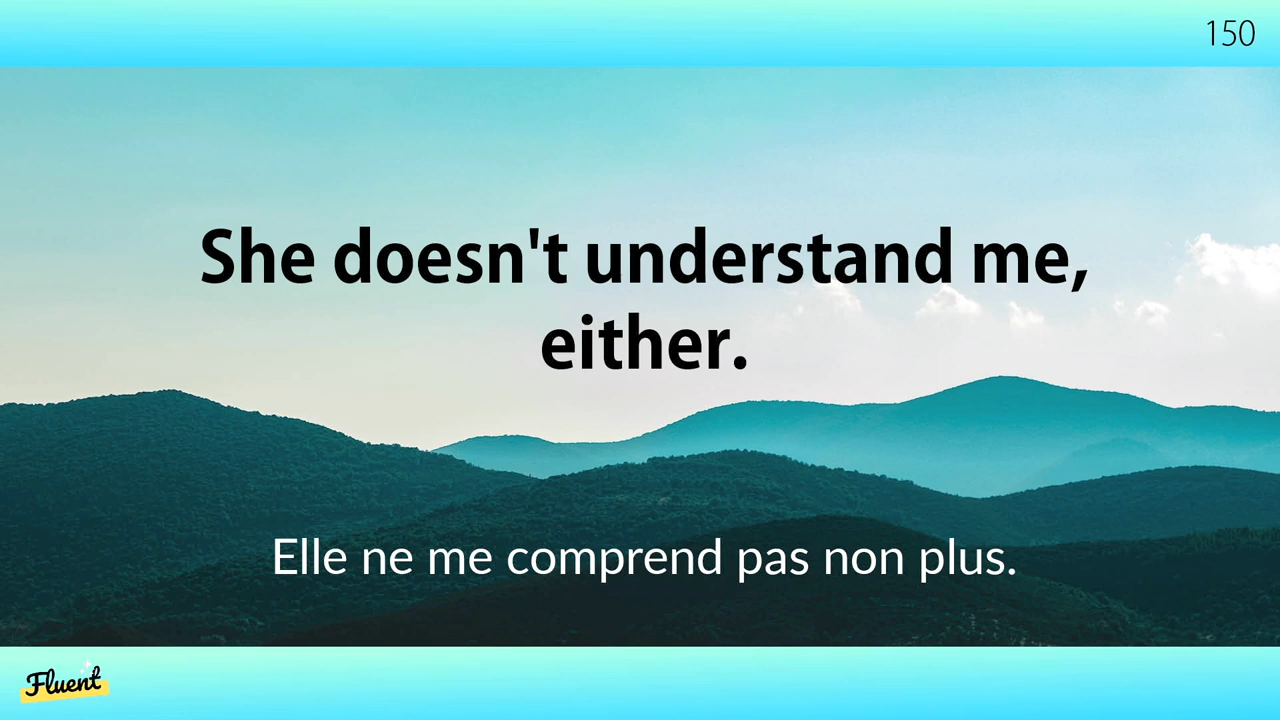 150
She doesn't understand me,
either.
Elle ne me comprend pas non plus.
Fluent